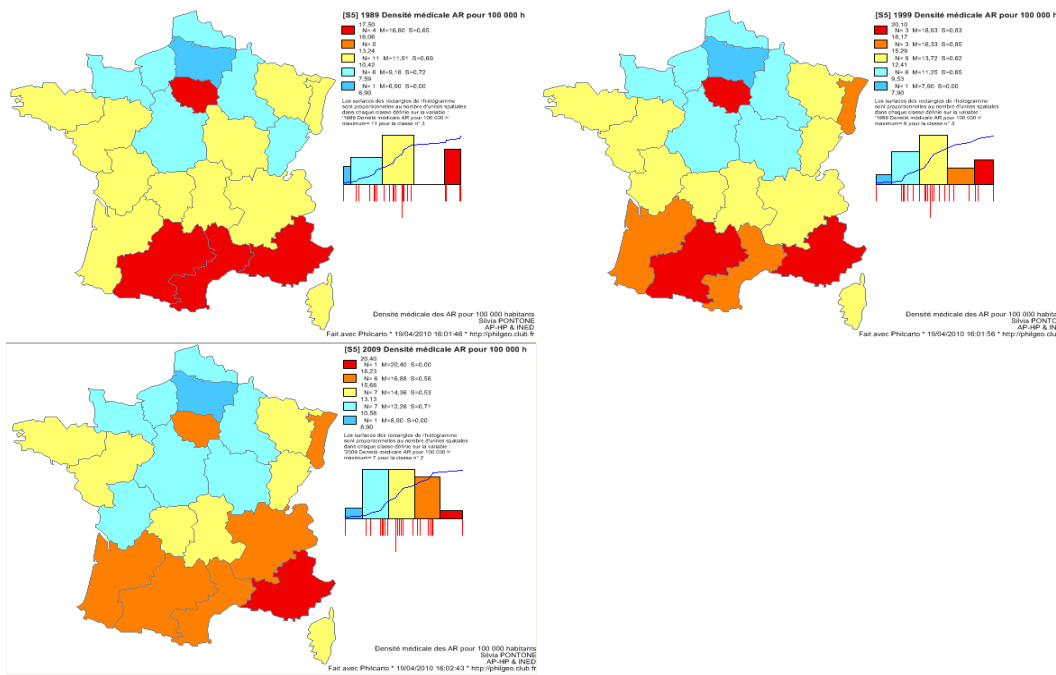 [S5] 1989 Densité médicale AR pour 100 000 h
17,50
N= 4 M=16,80 S=0,65
16,06
N= 0
13,24
N= 11 M=11,91 S=0,69
10,42
N= 6 M=9,18 S=0,72
7,59
N= 1 M=6,90 S=0,00
6,90
Les surfaces des rectangles de l'histogramme
sont proportionnelles au nombre d'unités spatiales
dans chaque classe définie sur la variable :
'1989 Densité médicale AR pour 100 000 h'
maximum= 11 pour la classe n° 3
Densité médicale des AR pour 100 000 habitants
Silvia PONTONE
AP-HP & INED
Fait avec Philcarto * 19/04/2010 16:01:46 * http://philgeo.club.fr
[S5] 1999 Densité médicale AR pour 100 000 h
20,10
N= 3 M=18,93 S=0,83
18,17
N= 3 M=16,33 S=0,85
15,29
N= 9 M=13,72 S=0,62
12,41
N= 6 M=11,25 S=0,65
9,53
N= 1 M=7,90 S=0,00
7,90
Les surfaces des rectangles de l'histogramme
sont proportionnelles au nombre d'unités spatiales
dans chaque classe définie sur la variable :
'1999 Densité médicale AR pour 100 000 h'
maximum= 9 pour la classe n° 3
Densité médicale des AR pour 100 000 habitants
Silvia PONTO
AP-HP & INE
Fait avec Philcarto * 19/04/2010 16:01:56 * http://philgeo.club
[S5] 2009 Densité médicale AR pour 100 000 h
20,40
N= 1 M=20,40 S=0,00
18,23
N= 6 M=16,88 S=0,56
15,68
N= 7 M=14,36 S=0,53
13,13
N= 7 M=12,26 S=0,71
10,58
N= 1 M=8,90 S=0,00
8,90
Les surfaces des rectangles de l'histogramme
sont proportionnelles au nombre d'unités spatiales
dans chaque classe définie sur la variable :
'2009 Densité médicale AR pour 100 000 h'
maximum= 7 pour la classe n° 2
Densité médicale des AR pour 100 000 habitants
Silvia PONTONE
AP-HP & INED
Fait avec Philcarto * 19/04/2010 16:02:43 * http://philgeo.club.fr